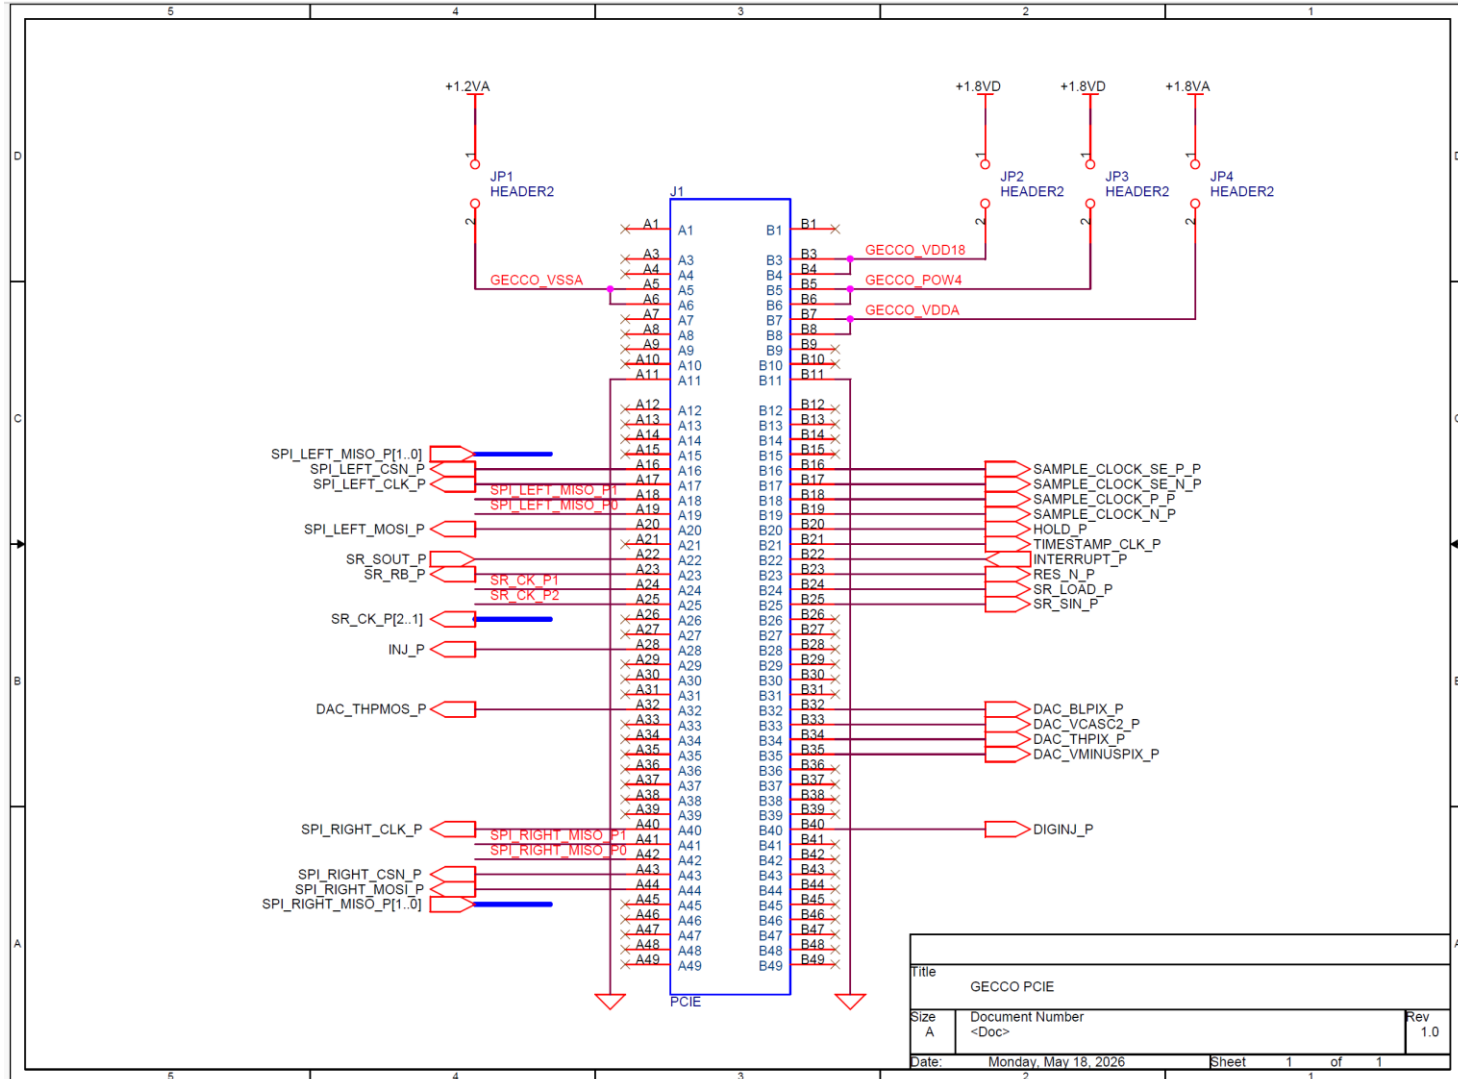 5 4 3 2 1
D D
C C
B B
A A
+1.2VA +1.8VD +1.8VD +1.8VA
1 1 1 1
JP1 JP2 JP3 JP4
HEADER2 HEADER2 HEADER2 HEADER2
2 2 2 2
J1
A1 A1 B1 B1
A3 A3 B3 B3 GECCO_VDD18
A4 A4 B4 B4
GECCO_VSSA A5 A5 B5 B5 GECCO_POW4
A6 A6 B6 B6
A7 A7 B7 B7 GECCO_VDDA
A8 A8 B8 B8
A9 A9 B9 B9
A10 A10 B10 B10
A11 A11 B11 B11
A12 A12 B12 B12
A13 A13 B13 B13
A14 A14 B14 B14
SPI_LEFT_MISO_P[1..0] A15 A15 B15 B15
SPI_LEFT_CSN_P A16 A16 B16 B16 SAMPLE_CLOCK_SE_P_P
SPI_LEFT_CLK_P A17 A17 B17 B17 SAMPLE_CLOCK_SE_N_P
SPI_LEFT_MISO_P1 A18 A18 B18 B18 SAMPLE_CLOCK_P_P
SPI_LEFT_MISO_P0 A19 A19 B19 B19 SAMPLE_CLOCK_N_P
SPI_LEFT_MOSI_P A20 A20 B20 B20 HOLD_P
A21 A21 B21 B21 TIMESTAMP_CLK_P
SR_SOUT_P A22 A22 B22 B22 INTERRUPT_P
SR_RB_P A23 A23 B23 B23 RES_N_P
SR_CK_P1 A24 A24 B24 B24 SR_LOAD_P
SR_CK_P2 A25 A25 B25 B25 SR_SIN_P
SR_CK_P[2..1] A26 A26 B26 B26
A27 A27 B27 B27
INJ_P A28 A28 B28 B28
A29 A29 B29 B29
A30 A30 B30 B30
A31 A31 B31 B31
DAC_THPMOS_P A32 A32 B32 B32 DAC_BLPIX_P
A33 A33 B33 B33 DAC_VCASC2_P
A34 A34 B34 B34 DAC_THPIX_P
A35 A35 B35 B35 DAC_VMINUSPIX_P
A36 A36 B36 B36
A37 A37 B37 B37
A38 A38 B38 B38
A39 A39 B39 B39
SPI_RIGHT_CLK_P A40 A40 B40 B40 DIGINJ_P
SPI_RIGHT_MISO_P1 A41 A41 B41 B41
SPI_RIGHT_MISO_P0 A42 A42 B42 B42
SPI_RIGHT_CSN_P A43 A43 B43 B43
SPI_RIGHT_MOSI_P A44 A44 B44 B44
SPI_RIGHT_MISO_P[1..0] A45 A45 B45 B45
A46 A46 B46 B46
A47 A47 B47 B47
A48 A48 B48 B48
A49 A49 B49 B49
PCIE
Title
GECCO PCIE
Size Document Number Rev
A <Doc> 1.0
Date: Monday, May 18, 2026 Sheet 1 of 1
5 4 3 2 1